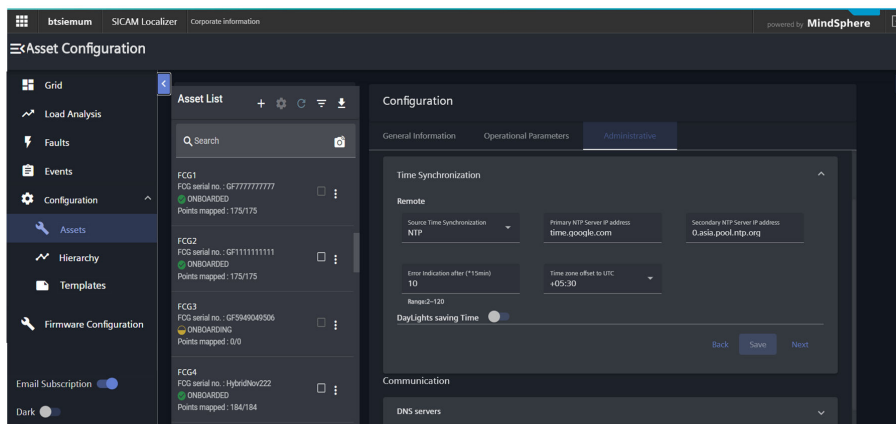 btsiemum SICAM Localizer Corporate information powered by MindSphere
Asset Configuration
Grid
Load Analysis
Faults
Events
Configuration
Assets
Hierarchy
Templates
Firmware Configuration
Email Subscription
Dark
Asset List
Search
FCG1
FCG serial no. : GF7777777777
ONBOARDED
Points mapped : 175/175
FCG2
FCG serial no. : GF1111111111
ONBOARDED
Points mapped : 175/175
FCG3
FCG serial no. : GF5949049506
ONBOARDING
Points mapped : 0/0
FCG4
FCG serial no. : HybridNov222
ONBOARDED
Points mapped : 184/184
Configuration
General Information Operational Parameters Administrative
Time Synchronization
Remote
Source Time Synchronization
NTP
Primary NTP Server IP address
time.google.com
Secondary NTP Server IP address
0.asia.pool.ntp.org
Error Indication after (*15min)
10
Range:2~120
Time zone offset to UTC
+05:30
DayLights saving Time
Back Save Next
Communication
DNS servers